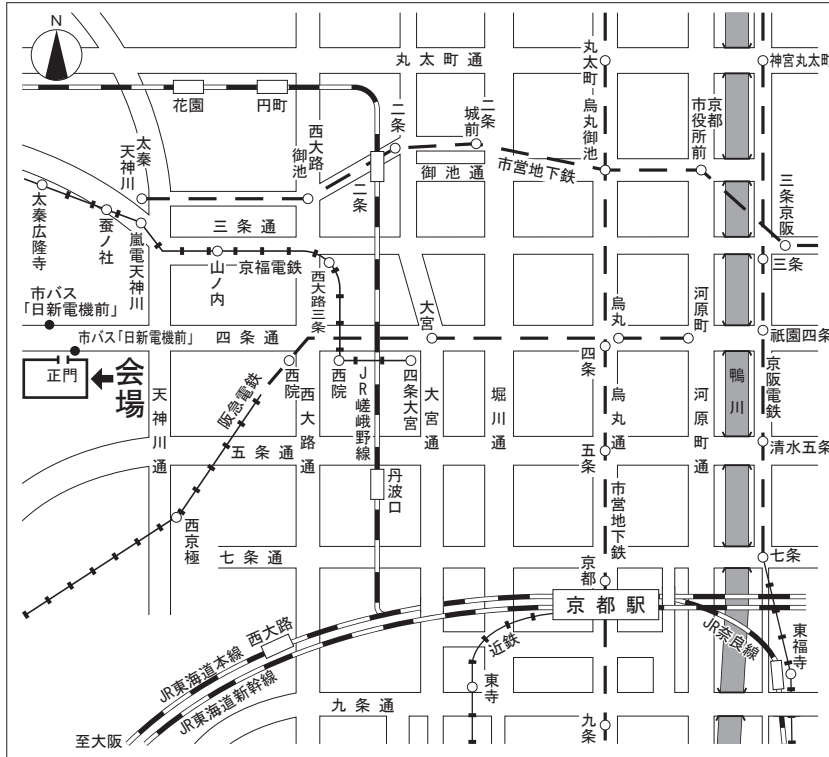 N
丸太町通
丸太町
神宮丸太町
花園
円町
二条
二条城前
烏丸御池
京都市役所前
太秦天神川
西大路御池
御池通
市営地下鉄
三条京阪
二条
太秦広隆寺
蚕ノ社
嵐電天神川
三条通
山ノ内
京福電鉄
西大路三条
三条
大宮
烏丸
河原町
市バス
「日新電機前」
市バス「日新電機前」
四条通
祇園四条
正門
会場
天神川通
阪急電鉄
西院
西大路通
西院
JR嵯峨野線
四条大宮
大宮通
堀川通
四条
烏丸通
河原町通
鴨川
京阪電鉄
五条通
五条
清水五条
丹波口
市営地下鉄
西京極
七条通
七条
京都
京都駅
西大路
JR東海道本線
JR東海道新幹線
近鉄
東寺
JR奈良線
東福寺
九条通
九条
至大阪